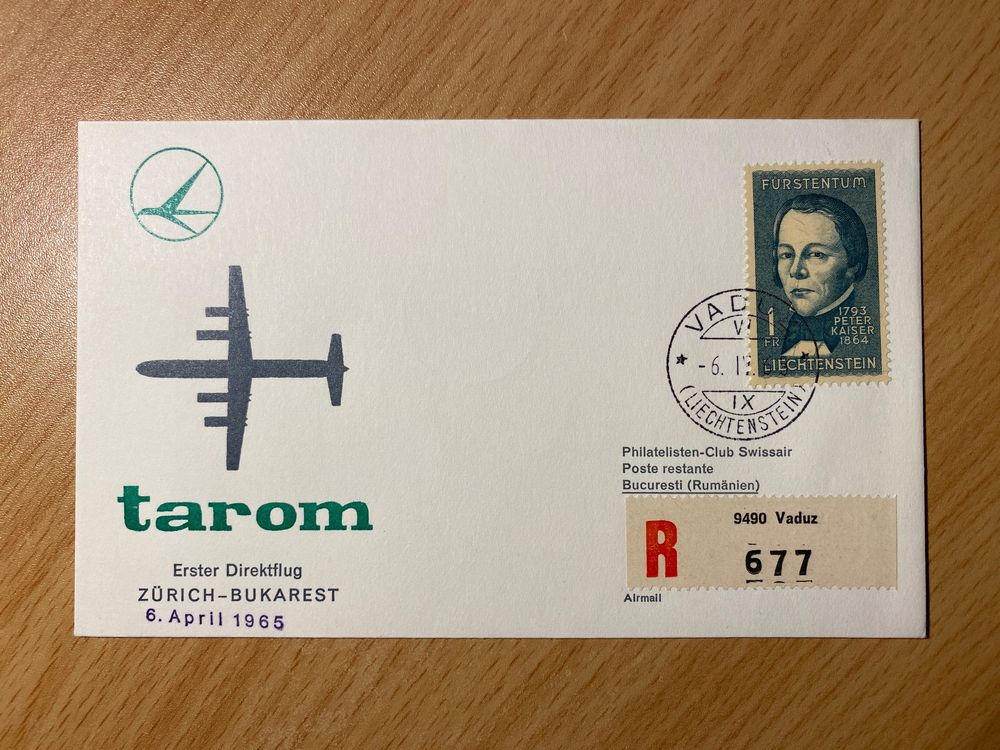 FÜRSTENTUM
1793
PETER
KAISER
1864
1
FR
LIECHTENSTEIN
VADUZ
-6. IV.
IX
(LIECHTENSTEIN)
Philatelisten-Club Swissair
Poste restante
Bucuresti (Rumänien)
R
9490 Vaduz
677
Airmail
tarom
Erster Direktflug
ZÜRICH–BUKAREST
6. April 1965